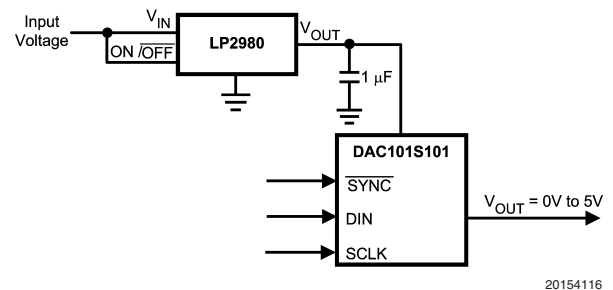 Input
Voltage
V_IN
ON /OFF
LP2980
V_OUT
1 µF
DAC101S101
SYNC
DIN
SCLK
V_OUT = 0V to 5V
20154116